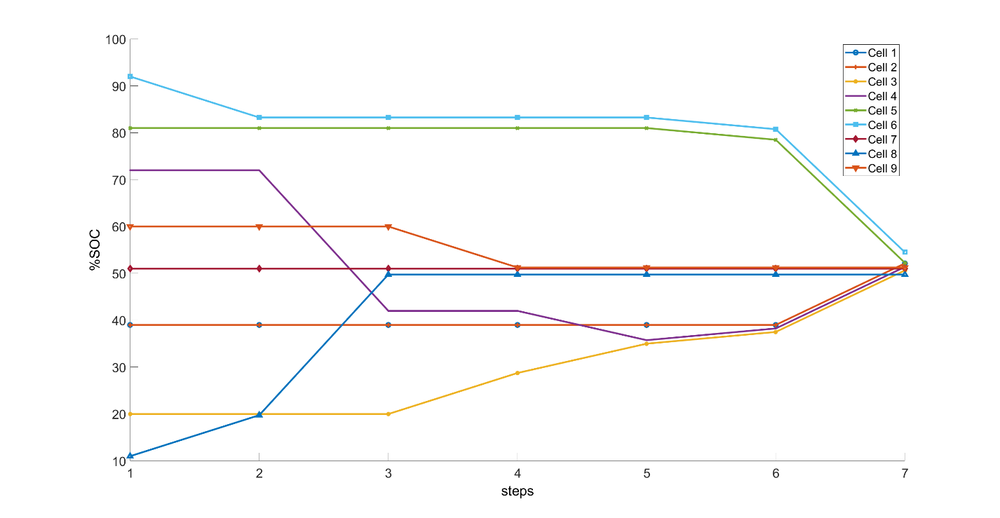 100
90
80
70
60
50
40
30
20
10
%SOC
1 2 3 4 5 6 7
steps
Cell 1
Cell 2
Cell 3
Cell 4
Cell 5
Cell 6
Cell 7
Cell 8
Cell 9